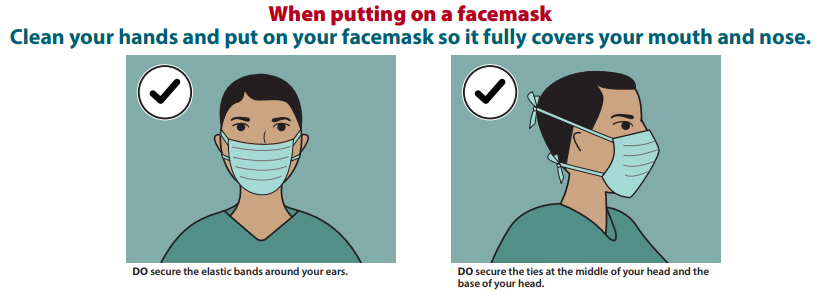 When putting on a facemask
Clean your hands and put on your facemask so it fully covers your mouth and nose.
DO secure the elastic bands around your ears.
DO secure the ties at the middle of your head and the
base of your head.